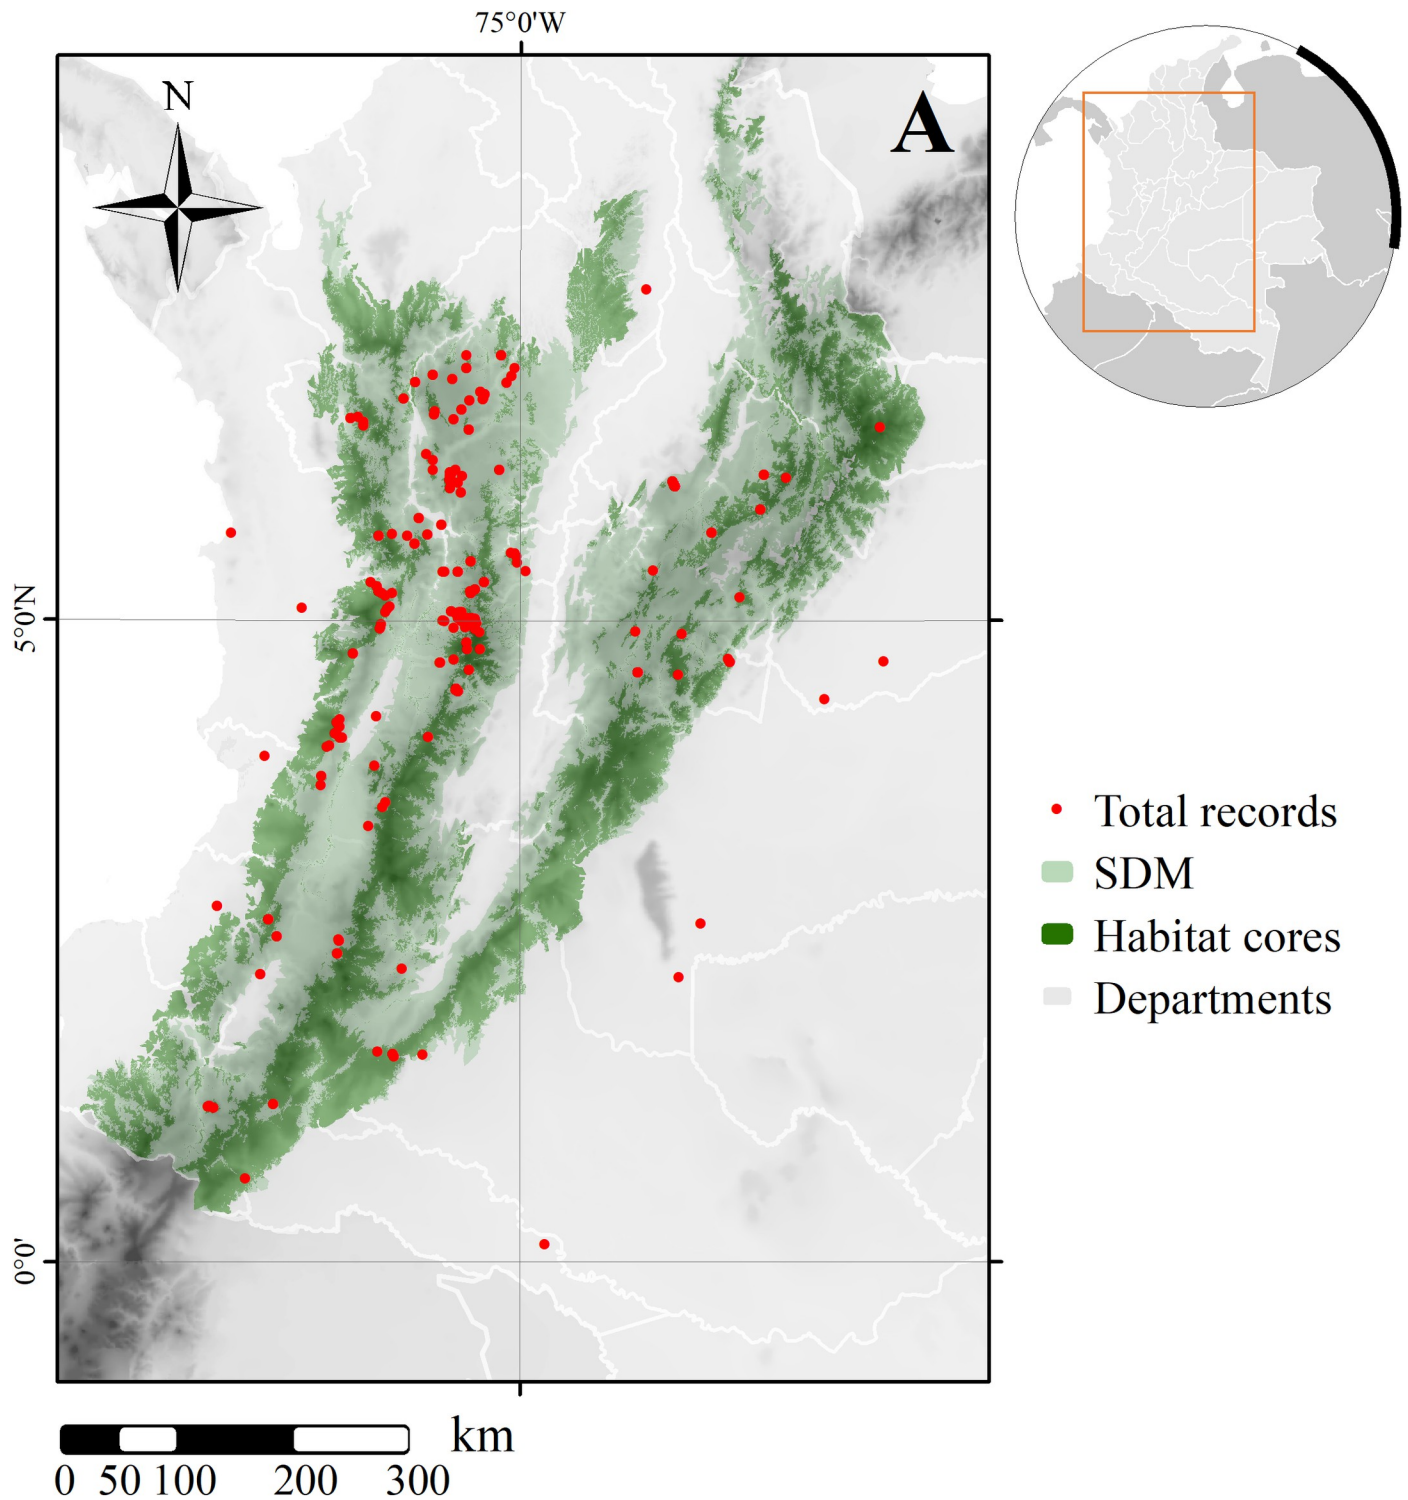 75°0'W
N
A
5°0'N
0°0'
Total records
SDM
Habitat cores
Departments
km
0 50 100 200 300